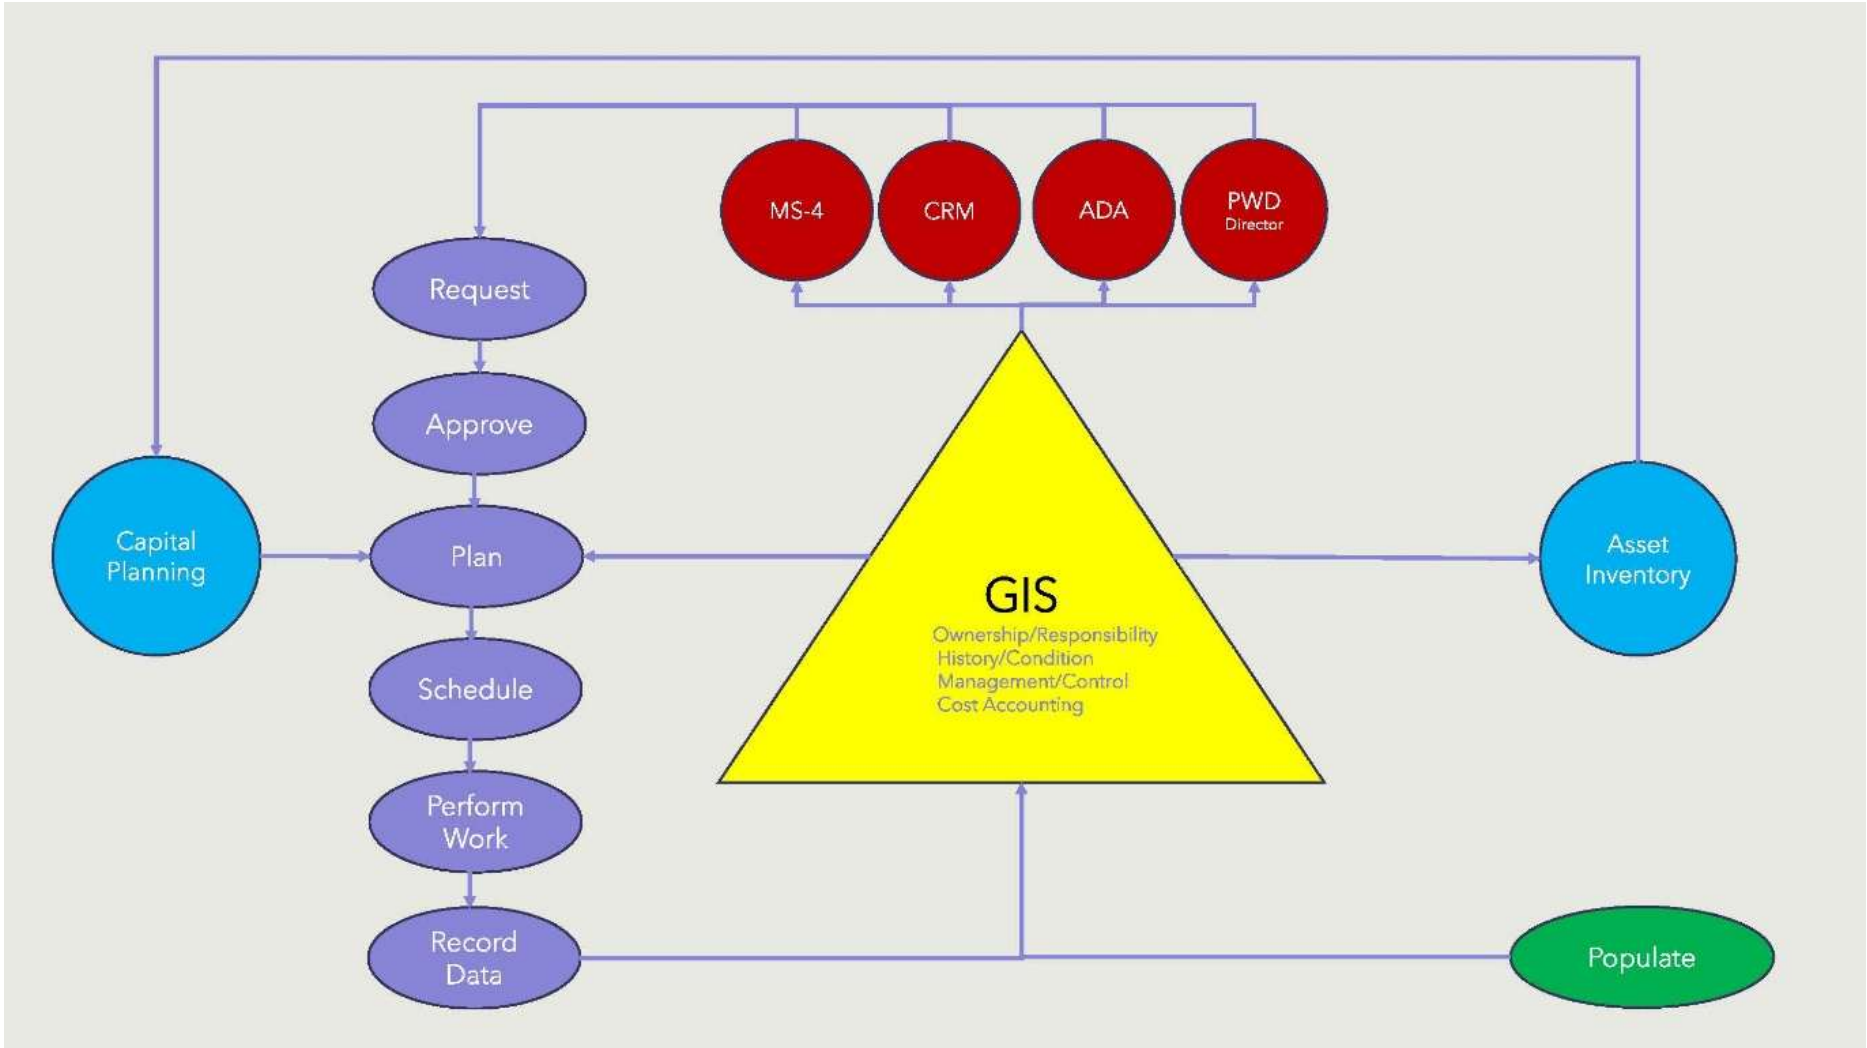 MS-4
CRM
ADA
PWD
Director
Request
Approve
Capital
Planning
Plan
GIS
Ownership/Responsibility
History/Condition
Management/Control
Cost Accounting
Asset
Inventory
Schedule
Perform
Work
Record
Data
Populate